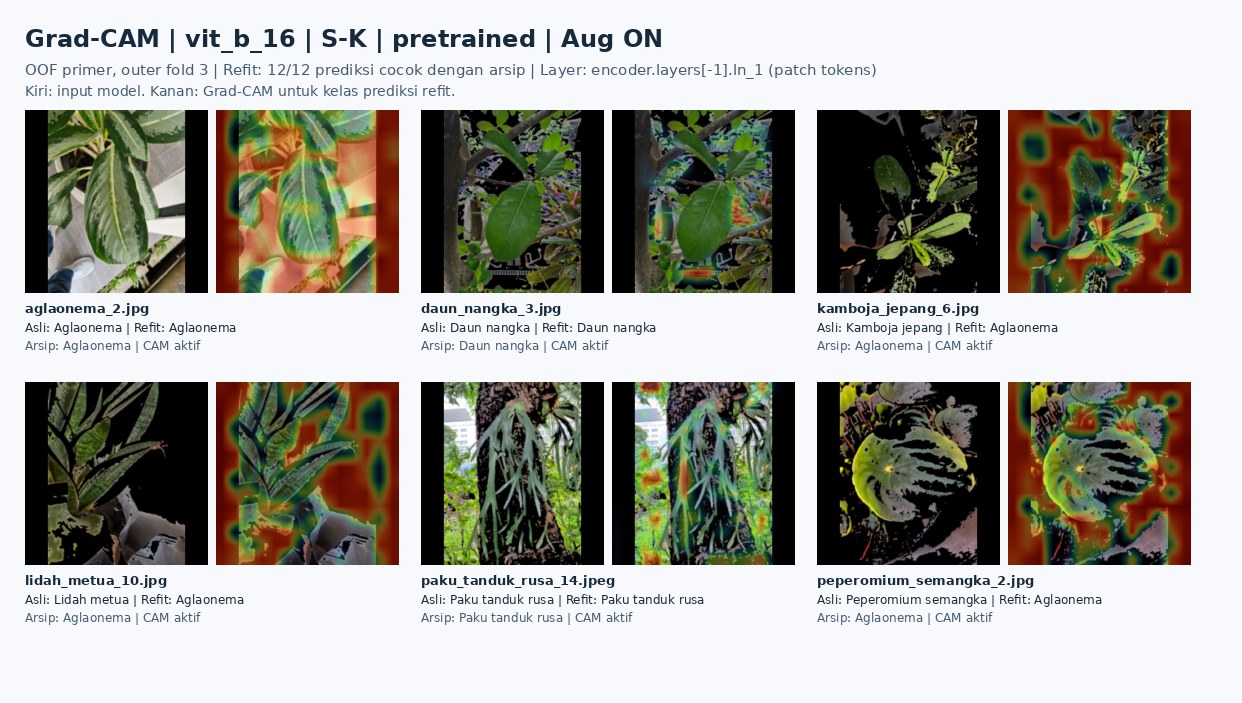 Grad-CAM | vit_b_16 | S-K | pretrained | Aug ON
OOF primer, outer fold 3 | Refit: 12/12 prediksi cocok dengan arsip | Layer: encoder.layers[-1].ln_1 (patch tokens)
Kiri: input model. Kanan: Grad-CAM untuk kelas prediksi refit.
aglaonema_2.jpg
Asli: Aglaonema | Refit: Aglaonema
Arsip: Aglaonema | CAM aktif
daun_nangka_3.jpg
Asli: Daun nangka | Refit: Daun nangka
Arsip: Daun nangka | CAM aktif
kamboja_jepang_6.jpg
Asli: Kamboja jepang | Refit: Aglaonema
Arsip: Aglaonema | CAM aktif
lidah_metua_10.jpg
Asli: Lidah metua | Refit: Aglaonema
Arsip: Aglaonema | CAM aktif
paku_tanduk_rusa_14.jpeg
Asli: Paku tanduk rusa | Refit: Paku tanduk rusa
Arsip: Paku tanduk rusa | CAM aktif
peperomium_semangka_2.jpg
Asli: Peperomium semangka | Refit: Aglaonema
Arsip: Aglaonema | CAM aktif